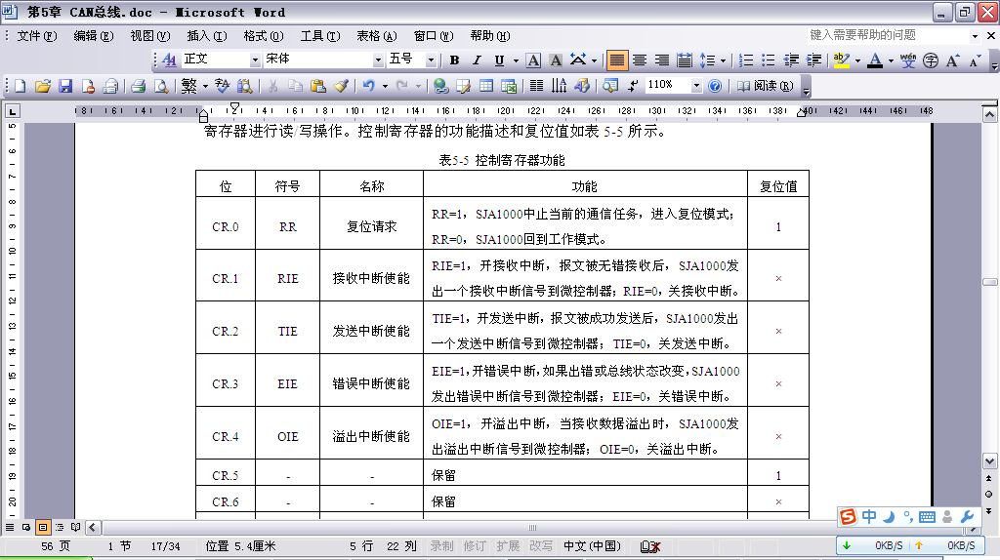 第5章 CAN总线.doc - Microsoft Word
文件(F) 编辑(E) 视图(V) 插入(I) 格式(O) 工具(T) 表格(A) 窗口(W) 帮助(H) 键入需要帮助的问题
正文 宋体 五号 B I U A A
繁 110% 阅读(R)
寄存器进行读/写操作。控制寄存器的功能描述和复位值如表 5-5 所示。
表5-5 控制寄存器功能
位 符号 名称 功能 复位值
CR.0 RR 复位请求 RR=1，SJA1000中止当前的通信任务，进入复位模式；
RR=0，SJA1000回到工作模式。 1
CR.1 RIE 接收中断使能 RIE=1，开接收中断，报文被无错接收后，SJA1000发
出一个接收中断信号到微控制器；RIE=0，关接收中断。 ×
CR.2 TIE 发送中断使能 TIE=1，开发送中断，报文被成功发送后，SJA1000发出
一个发送中断信号到微控制器；TIE=0，关发送中断。 ×
CR.3 EIE 错误中断使能 EIE=1，开错误中断，如果出错或总线状态改变，SJA1000
发出错误中断信号到微控制器；EIE=0，关错误中断。 ×
CR.4 OIE 溢出中断使能 OIE=1，开溢出中断，当接收数据溢出时，SJA1000发
出溢出中断信号到微控制器；OIE=0，关溢出中断。 ×
CR.5 - - 保留 1
CR.6 - - 保留 ×
中
56 页 1 节 17/34 位置 5.4厘米 5 行 22 列 录制 修订 扩展 改写 中文(中国) 0KB/S 0KB/S